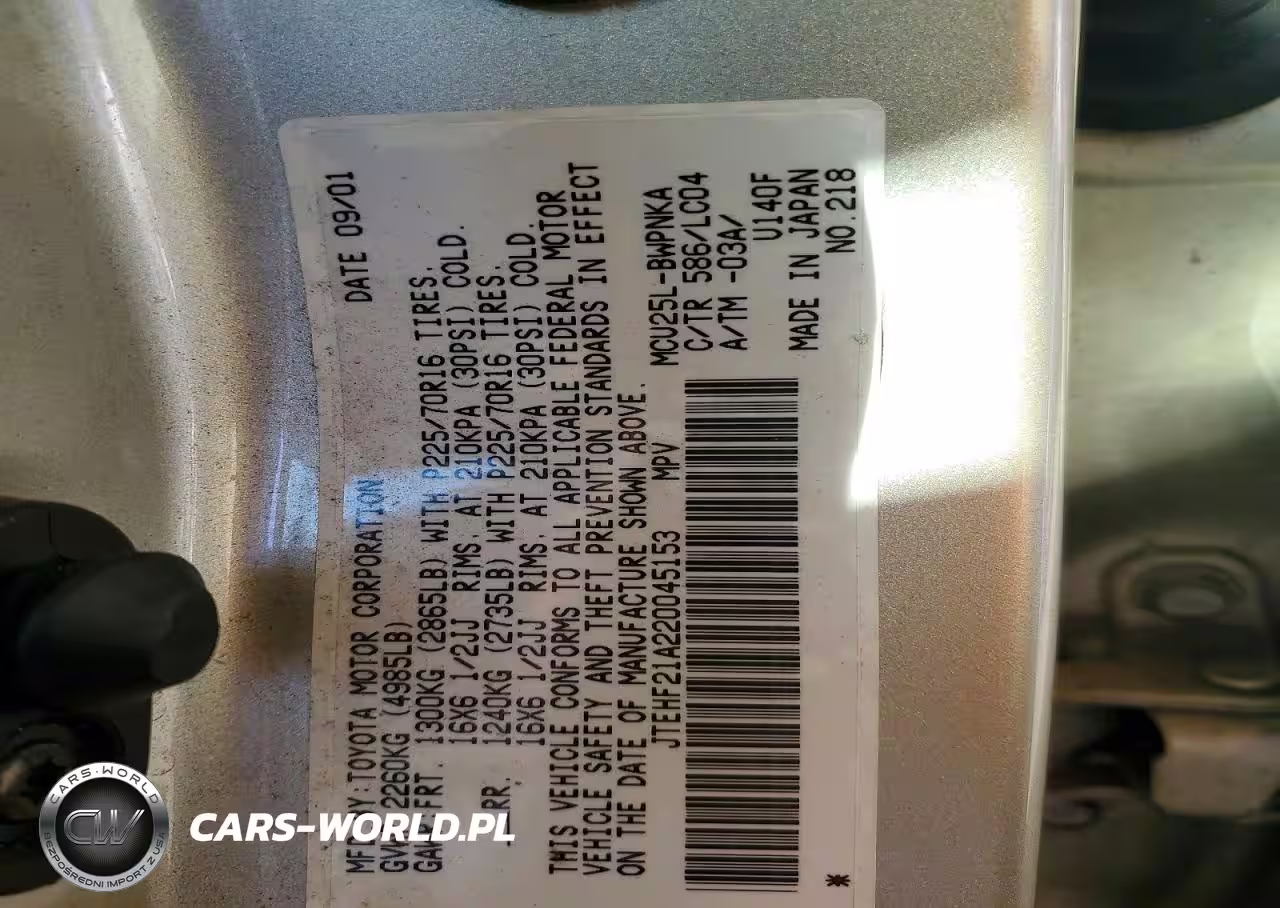 MFD.BY:TOYOTA MOTOR CORPORATION DATE 09/01
GVWR 2260KG (4985LB)
GAWR FRT. 1300KG (2865LB) WITH P225/70R16 TIRES.
16X6 1/2JJ RIMS, AT 210KPA (30PSI) COLD.
RR. 1240KG (2735LB) WITH P225/70R16 TIRES.
16X6 1/2JJ RIMS, AT 210KPA (30PSI) COLD.
THIS VEHICLE CONFORMS TO ALL APPLICABLE FEDERAL MOTOR
VEHICLE SAFETY AND THEFT PREVENTION STANDARDS IN EFFECT
ON THE DATE OF MANUFACTURE SHOWN ABOVE.
JTEHF21A220045153 MPV
MCU25L-BWPNKA
C/TR 586/LC04
A/TM -03A/
U140F
MADE IN JAPAN
* NO.218
CARS-WORLD
CW
BEZPOŚREDNI IMPORT Z USA
CARS-WORLD.PL